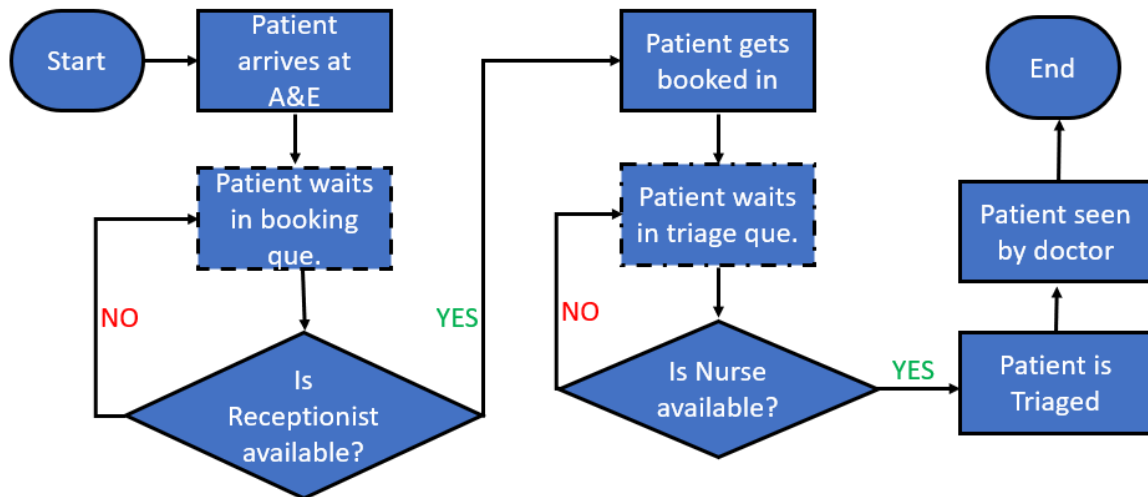 Start
Patient
arrives at
A&E
Patient waits
in booking
que.
NO
Is
Receptionist
available?
YES
Patient gets
booked in
Patient waits
in triage que.
NO
Is Nurse
available?
YES
Patient is
Triaged
Patient seen
by doctor
End